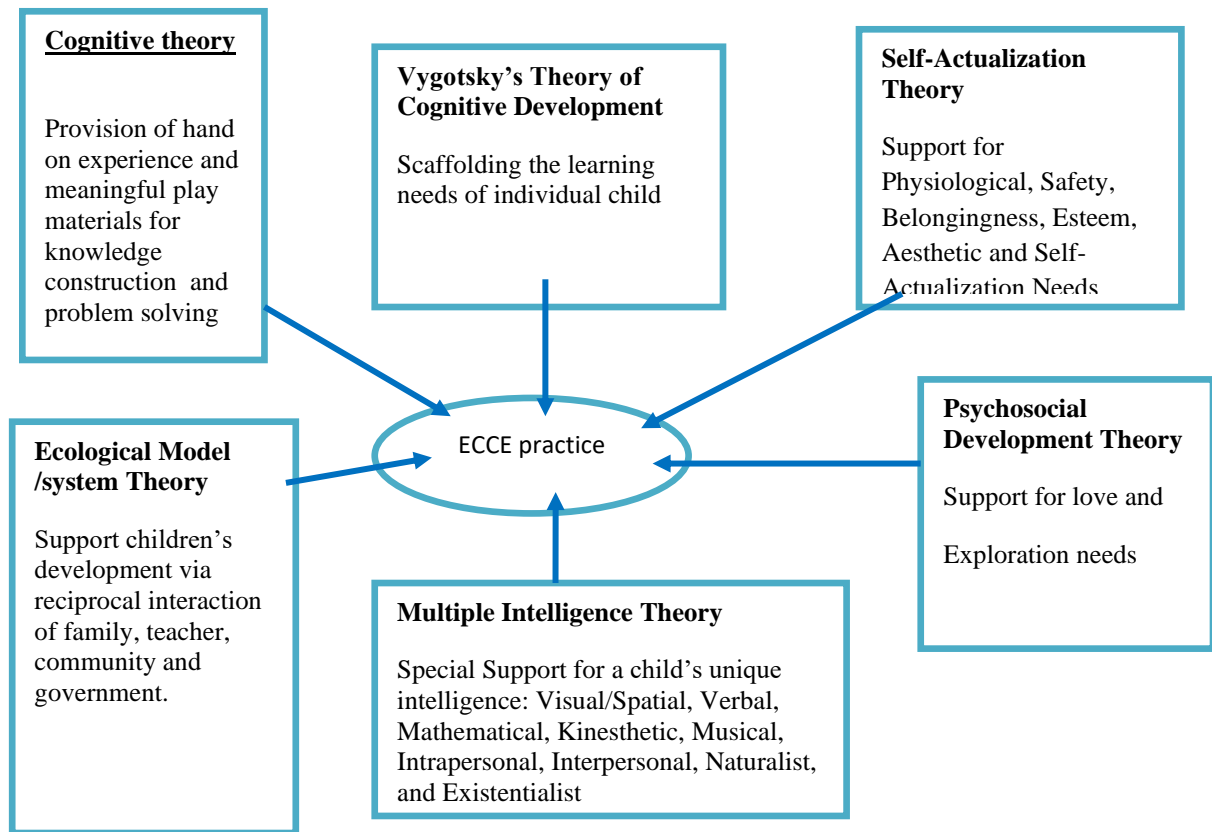 Cognitive theory
Provision of hand
on experience and
meaningful play
materials for
knowledge
construction and
problem solving
Vygotsky's Theory of
Cognitive Development
Scaffolding the learning
needs of individual child
Self-Actualization
Theory
Support for
Physiological, Safety,
Belongingness, Esteem,
Aesthetic and Self-
Actualization Needs
ECCE practice
Ecological Model
/system Theory
Support children's
development via
reciprocal interaction
of family, teacher,
community and
government.
Multiple Intelligence Theory
Special Support for a child's unique
intelligence: Visual/Spatial, Verbal,
Mathematical, Kinesthetic, Musical,
Intrapersonal, Interpersonal, Naturalist,
and Existentialist
Psychosocial
Development Theory
Support for love and
Exploration needs